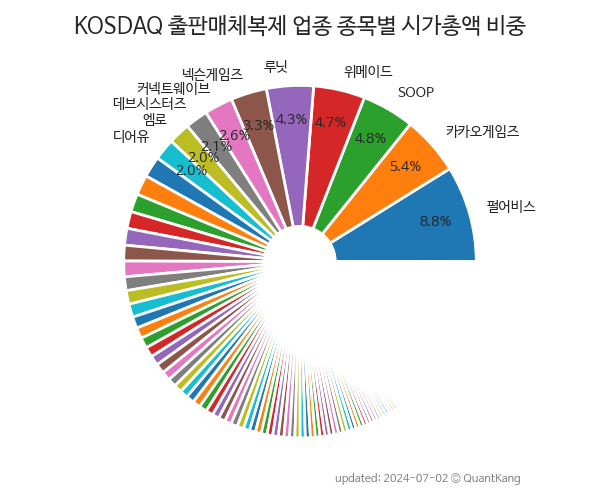 KOSDAQ 출판매체복제 업종 종목별 시가총액 비중
루닛
위메이드
넥슨게임즈
커넥트웨이브
데브시스터즈
엠로
디어유
SOOP
카카오게임즈
펄어비스
8.8%
5.4%
4.8%
4.7%
4.3%
3.3%
2.6%
2.1%
2.0%
2.0%
updated: 2024-07-02 © QuantKang